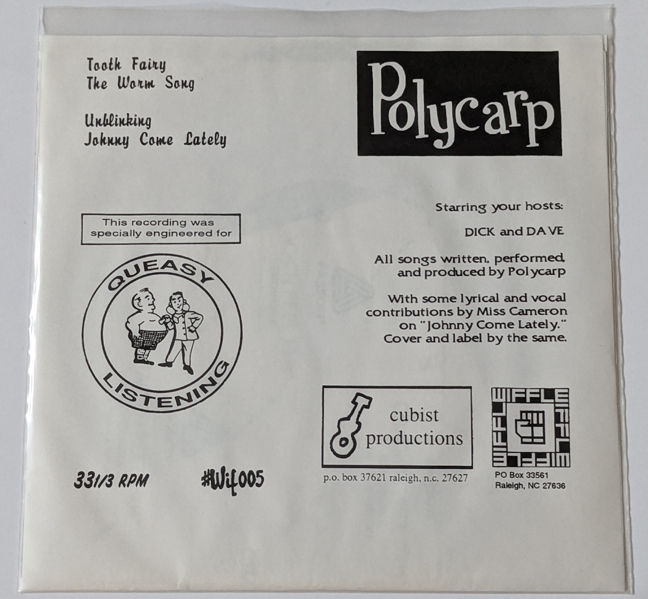 Tooth Fairy
The Worm Song
Unblinking
Johnny Come Lately
Polycarp
Starring your hosts:
DICK and DAVE
All songs written, performed,
and produced by Polycarp
With some lyrical and vocal
contributions by Miss Cameron
on "Johnny Come Lately."
Cover and label by the same.
This recording was
specially engineered for
QUEASY
LISTENING
33 1/3 RPM
#Wif005
cubist
productions
p.o. box 37621 raleigh, n.c. 27627
WIFFLE
WIFFLE
PO Box 33561
Raleigh, NC 27636